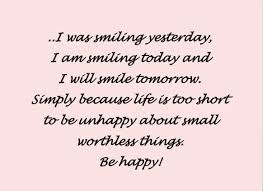 ..I was smiling yesterday,
I am smiling today and
I will smile tomorrow.
Simply because life is too short
to be unhappy about small
worthless things.
Be happy!